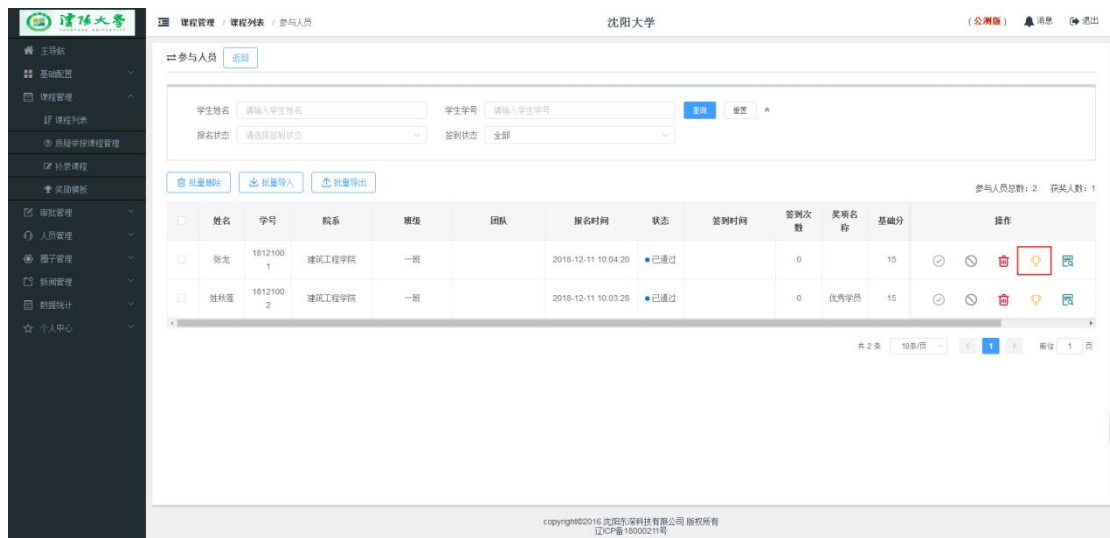 沈阳大学
SHENYANG UNIVERSITY
课程管理 / 课程列表 / 参与人员
沈阳大学
(公测版)
消息
退出
主导航
基础配置
课程管理
课程列表
质疑举报课程管理
补录课程
奖励模板
审批管理
人员管理
圈子管理
新闻管理
数据统计
个人中心
参与人员 返回
学生姓名 请输入学生姓名 学生学号 请输入学生学号 查询 重置
报名状态 请选择签到状态 签到状态 全部
批量删除 批量导入 批量导出
参与人员总数:2 获奖人数:1
姓名 学号 院系 班级 团队 报名时间 状态 签到时间 签到次数 奖项名称 基础分 操作
张龙 18121001 建筑工程学院 一班 2018-12-11 10:04:20 已通过 0 15
姓秋莲 18121002 建筑工程学院 一班 2018-12-11 10:03:28 已通过 0 优秀学员 15
共 2 条 10条/页 1 前往 1 页
copyright©2016 沈阳东深科技有限公司 版权所有
辽ICP备18000211号